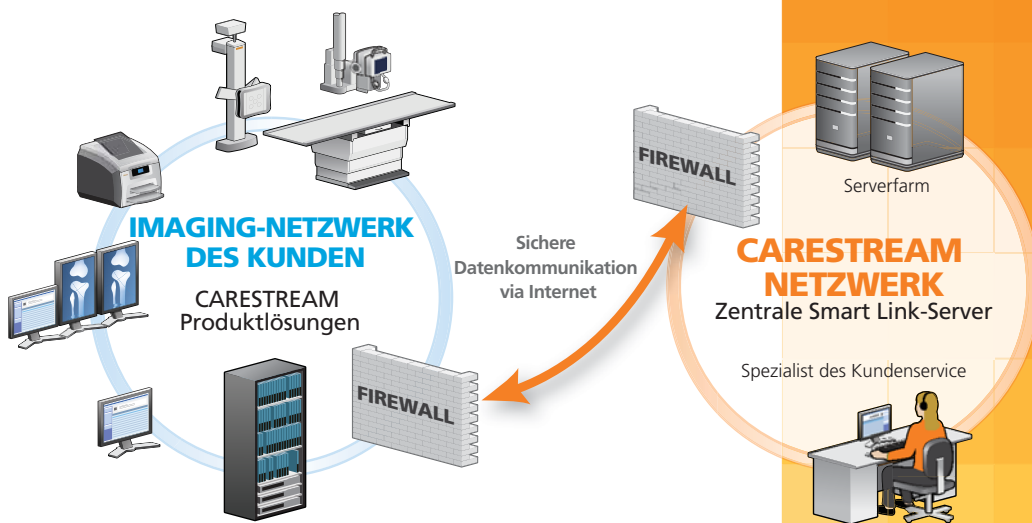 IMAGING-NETZWERK
DES KUNDEN
CARESTREAM
Produktlösungen
FIREWALL
Sichere
Datenkommunikation
via Internet
FIREWALL
Serverfarm
CARESTREAM
NETZWERK
Zentrale Smart Link-Server
Spezialist des Kundenservice